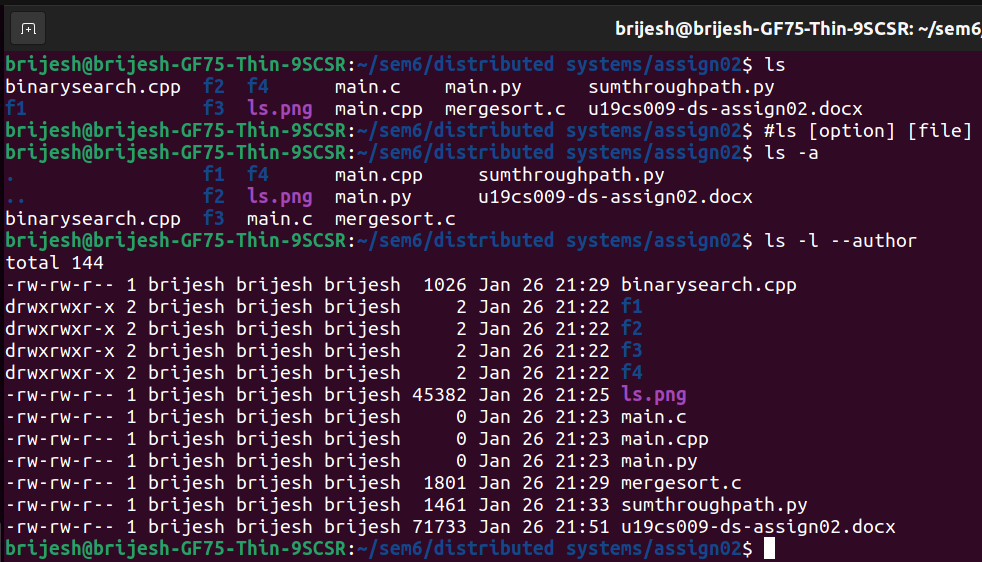 brijesh@brijesh-GF75-Thin-9SCSR: ~/sem6/
brijesh@brijesh-GF75-Thin-9SCSR:~/sem6/distributed systems/assign02$ ls
binarysearch.cpp  f2  f4      main.c    main.py      sumthroughpath.py
f1                f3  ls.png  main.cpp  mergesort.c  u19cs009-ds-assign02.docx
brijesh@brijesh-GF75-Thin-9SCSR:~/sem6/distributed systems/assign02$ #ls [option] [file]
brijesh@brijesh-GF75-Thin-9SCSR:~/sem6/distributed systems/assign02$ ls -a
.                 f1  f4      main.cpp     sumthroughpath.py
..                f2  ls.png  main.py      u19cs009-ds-assign02.docx
binarysearch.cpp  f3  main.c  mergesort.c
brijesh@brijesh-GF75-Thin-9SCSR:~/sem6/distributed systems/assign02$ ls -l --author
total 144
-rw-rw-r-- 1 brijesh brijesh brijesh  1026 Jan 26 21:29 binarysearch.cpp
drwxrwxr-x 2 brijesh brijesh brijesh     2 Jan 26 21:22 f1
drwxrwxr-x 2 brijesh brijesh brijesh     2 Jan 26 21:22 f2
drwxrwxr-x 2 brijesh brijesh brijesh     2 Jan 26 21:22 f3
drwxrwxr-x 2 brijesh brijesh brijesh     2 Jan 26 21:22 f4
-rw-rw-r-- 1 brijesh brijesh brijesh 45382 Jan 26 21:25 ls.png
-rw-rw-r-- 1 brijesh brijesh brijesh     0 Jan 26 21:23 main.c
-rw-rw-r-- 1 brijesh brijesh brijesh     0 Jan 26 21:23 main.cpp
-rw-rw-r-- 1 brijesh brijesh brijesh     0 Jan 26 21:23 main.py
-rw-rw-r-- 1 brijesh brijesh brijesh  1801 Jan 26 21:29 mergesort.c
-rw-rw-r-- 1 brijesh brijesh brijesh  1461 Jan 26 21:33 sumthroughpath.py
-rw-rw-r-- 1 brijesh brijesh brijesh 71733 Jan 26 21:51 u19cs009-ds-assign02.docx
brijesh@brijesh-GF75-Thin-9SCSR:~/sem6/distributed systems/assign02$